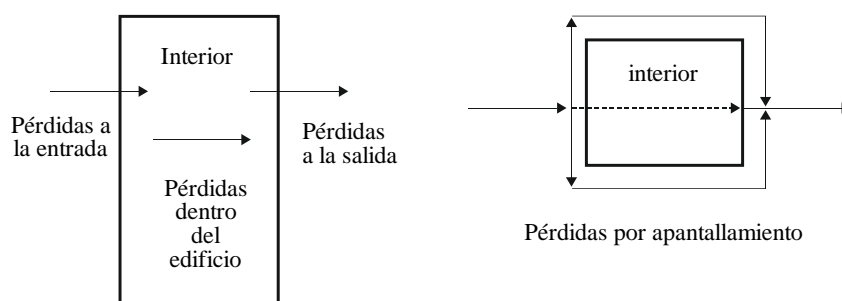 Interior
Pérdidas a
la entrada
Pérdidas
a la salida
Pérdidas
dentro
del
edificio
interior
Pérdidas por apantallamiento